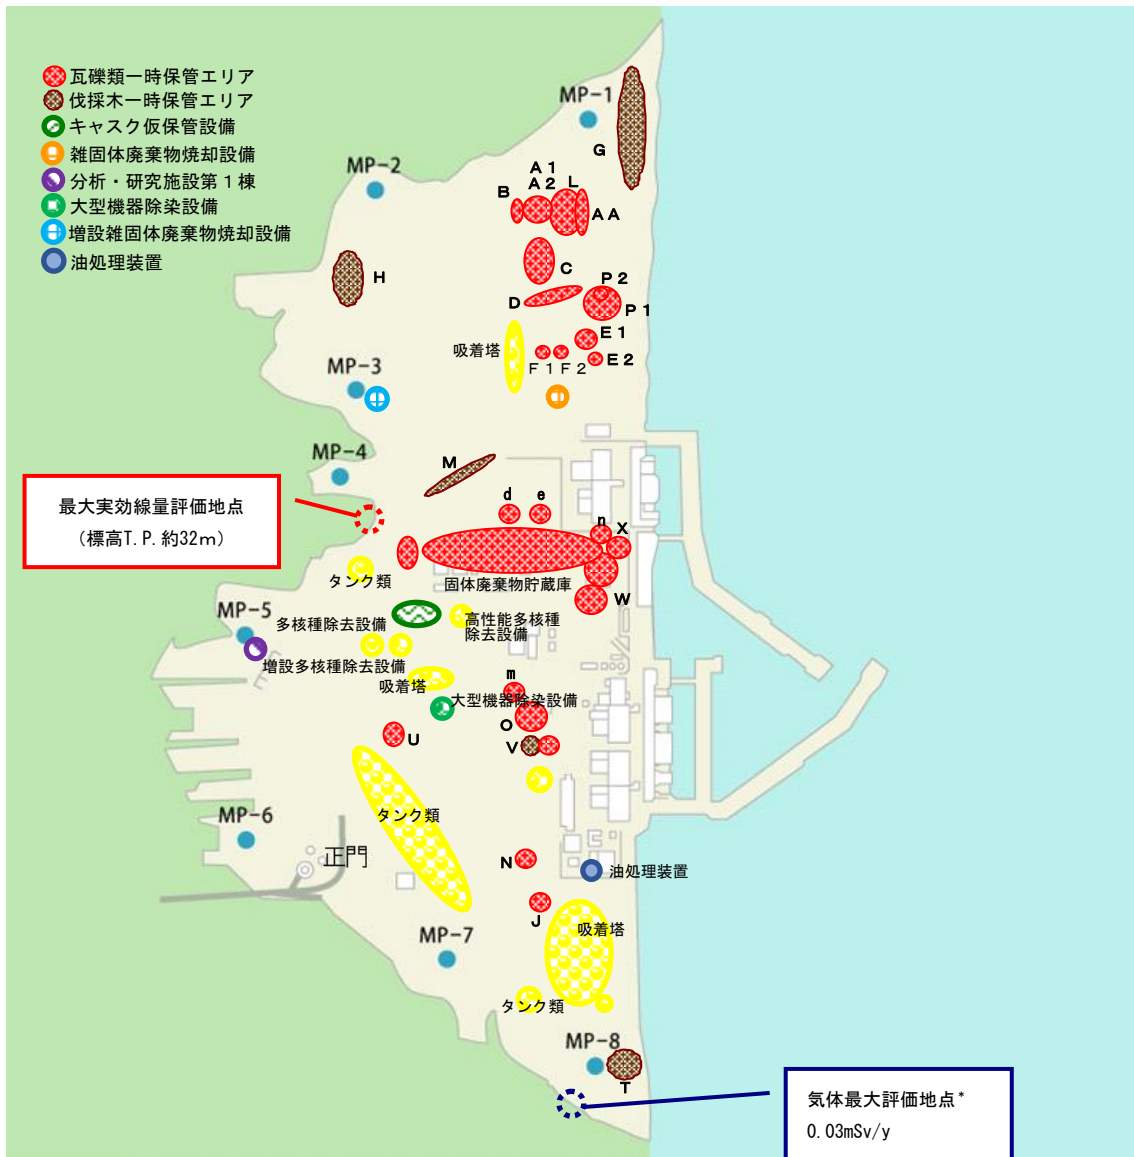 瓦礫類一時保管エリア
伐採木一時保管エリア
キャスク仮保管設備
雑固体廃棄物焼却設備
分析・研究施設第１棟
大型機器除染設備
増設雑固体廃棄物焼却設備
油処理装置
MP-1
G
MP-2
A1
A2
L
B
AA
H
C
P2
D
P1
E1
吸着塔
F1
F2
E2
MP-3
MP-4
M
最大実効線量評価地点
（標高T.P.約32m）
d
e
n
X
タンク類
固体廃棄物貯蔵庫
W
MP-5
多核種除去設備
高性能多核種
除去設備
増設多核種除去設備
吸着塔
m
大型機器除染設備
O
U
V
タンク類
MP-6
正門
N
油処理装置
J
吸着塔
MP-7
タンク類
MP-8
T
気体最大評価地点*
0.03mSv/y